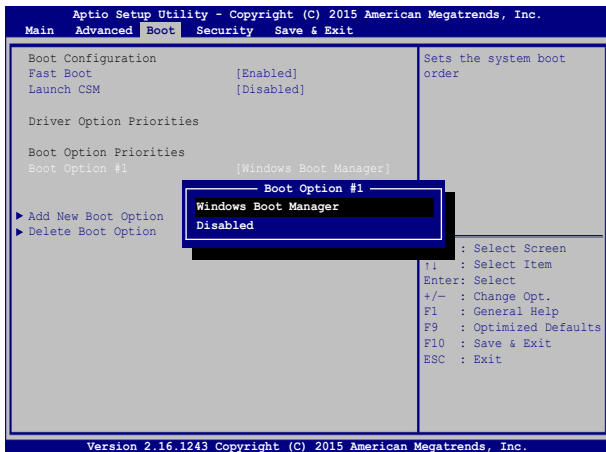 Aptio Setup Utility - Copyright (C) 2015 American Megatrends, Inc.
Main Advanced Boot Security Save & Exit
Boot Configuration
Fast Boot [Enabled]
Launch CSM [Disabled]
Driver Option Priorities
Boot Option Priorities
Boot Option #1 [Windows Boot Manager]
Boot Option #1
Windows Boot Manager
Disabled
▶ Add New Boot Option
▶ Delete Boot Option
Sets the system boot
order
: Select Screen
↑↓ : Select Item
Enter: Select
+/— : Change Opt.
F1 : General Help
F9 : Optimized Defaults
F10 : Save & Exit
ESC : Exit
Version 2.16.1243 Copyright (C) 2015 American Megatrends, Inc.